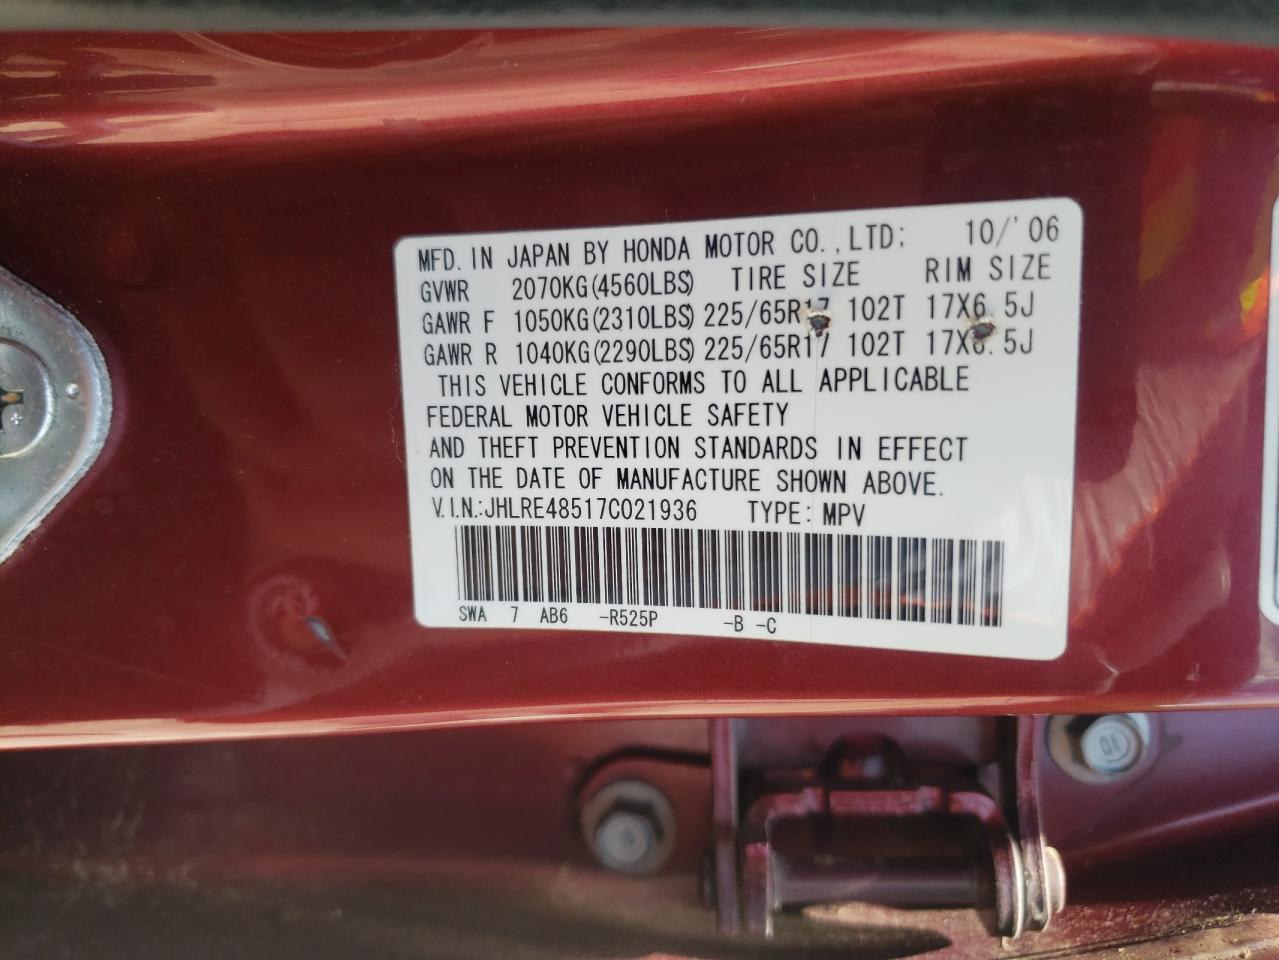 MFD. IN JAPAN BY HONDA MOTOR CO., LTD; 10/'06
GVWR 2070KG(4560LBS) TIRE SIZE RIM SIZE
GAWR F 1050KG(2310LBS) 225/65R17 102T 17X6.5J
GAWR R 1040KG(2290LBS) 225/65R17 102T 17X6.5J
THIS VEHICLE CONFORMS TO ALL APPLICABLE
FEDERAL MOTOR VEHICLE SAFETY
AND THEFT PREVENTION STANDARDS IN EFFECT
ON THE DATE OF MANUFACTURE SHOWN ABOVE.
V.I.N.:JHLRE48517C021936 TYPE: MPV
SWA 7 AB6 -R525P -B -C